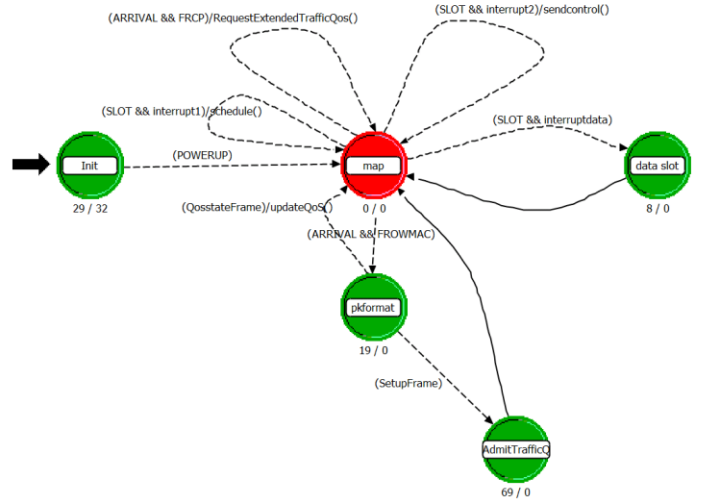 (ARRIVAL && FRCP)/RequestExtendedTrafficQos()
(SLOT && interrupt2)/sendcontrol()
(SLOT && interrupt1)/schedule()
(SLOT && interruptdata)
(POWERUP)
Init
map
data slot
29 / 32
0 / 0
8 / 0
(QosstateFrame)/updateQoS()
(ARRIVAL && FROWMAC)
pkformat
19 / 0
(SetupFrame)
AdmitTrafficQ
69 / 0